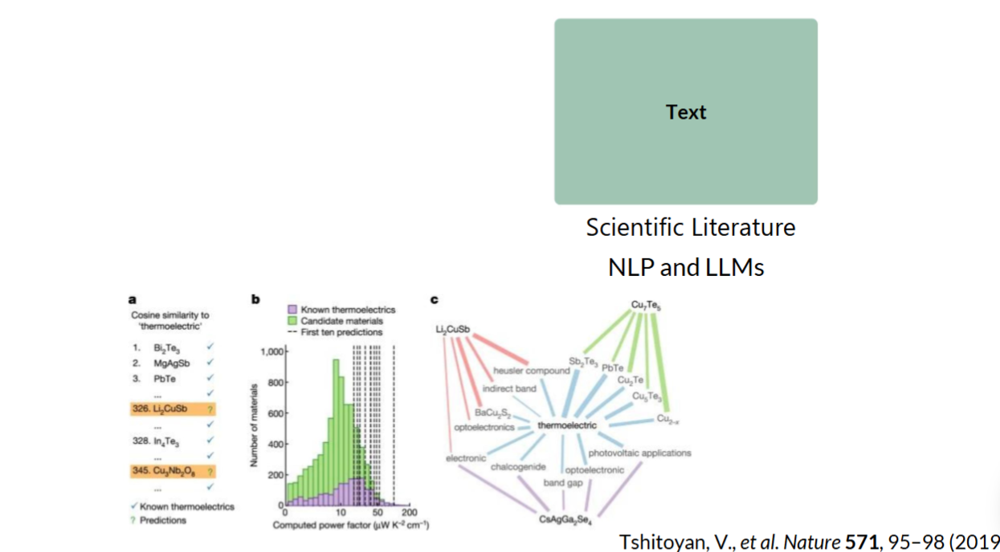 Text
Scientific Literature
NLP and LLMs
a
Cosine similarity to
'thermoelectric'
1. Bi₂Te₃ ✓
2. MgAgSb ✓
3. PbTe ✓
... ✓
326. Li₂CuSb ?
... ✓
328. In₄Te₃ ✓
... ✓
345. Cu₃Nb₂O₈ ?
... ✓
✓ Known thermoelectrics
? Predictions
b
Known thermoelectrics
Candidate materials
First ten predictions
Number of materials
1,000
800
600
400
200
0
0 10 50 200
Computed power factor (μW K⁻² cm⁻¹)
c
Cu₇Te₅
Li₂CuSb
Sb₂Te₃
PbTe
heusler compound
Cu₂Te
indirect band
Cu₅Te₃
BaCu₂S₂
optoelectronics
thermoelectric
electronic
photovoltaic applications
chalcogenide
optoelectronic
band gap
CsAgGa₂Se₄
Tshitoyan, V., et al. Nature 571, 95–98 (2019